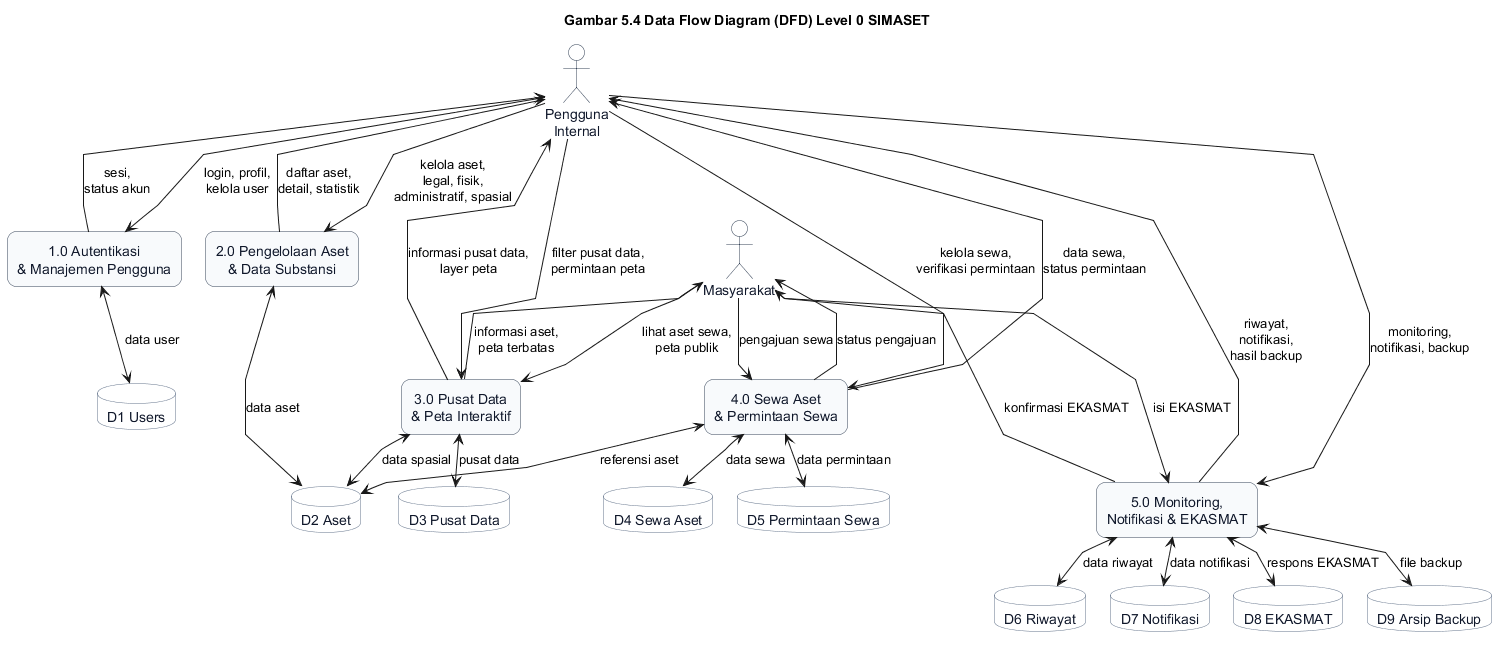 Gambar 5.4 Data Flow Diagram (DFD) Level 0 SIMASET
Pengguna
Internal
sesi,
status akun
login, profil,
kelola user
daftar aset,
detail, statistik
kelola aset,
legal, fisik,
administratif, spasial
1.0 Autentikasi
& Manajemen Pengguna
2.0 Pengelolaan Aset
& Data Substansi
informasi pusat data,
layer peta
filter pusat data,
permintaan peta
Masyarakat
kelola sewa,
verifikasi permintaan
data sewa,
status permintaan
data user
informasi aset,
peta terbatas
lihat aset sewa,
peta publik
pengajuan sewa
status pengajuan
riwayat,
notifikasi,
hasil backup
monitoring,
notifikasi, backup
D1 Users
data aset
3.0 Pusat Data
& Peta Interaktif
4.0 Sewa Aset
& Permintaan Sewa
konfirmasi EKASMAT
isi EKASMAT
data spasial
pusat data
referensi aset
data sewa
data permintaan
D2 Aset
D3 Pusat Data
D4 Sewa Aset
D5 Permintaan Sewa
5.0 Monitoring,
Notifikasi & EKASMAT
data riwayat
data notifikasi
respons EKASMAT
file backup
D6 Riwayat
D7 Notifikasi
D8 EKASMAT
D9 Arsip Backup